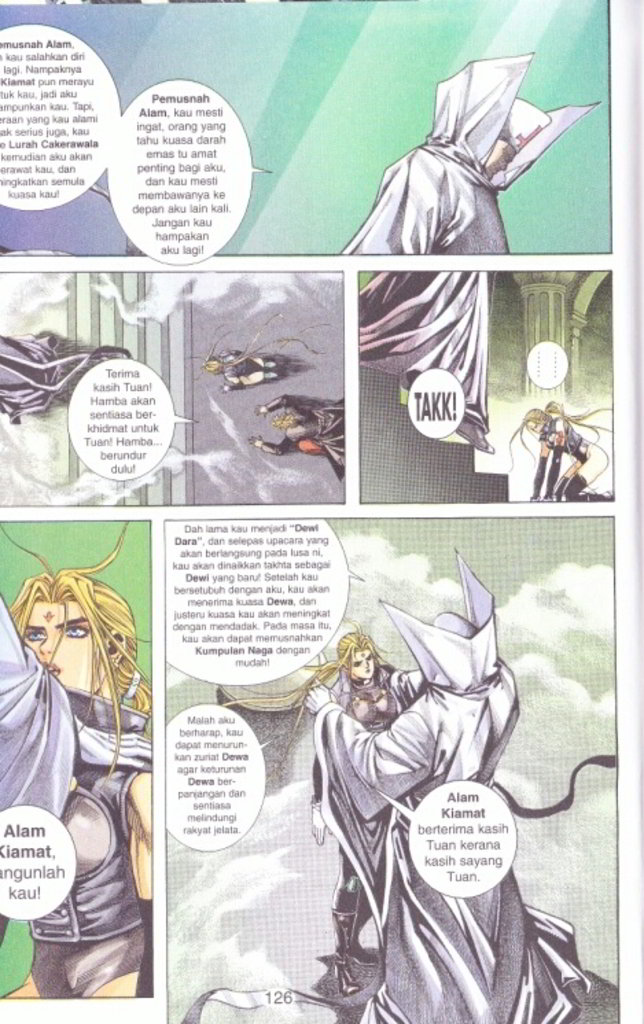 Pemusnah Alam,
kau salahkan diri
lagi. Nampaknya
Kiamat pun merayu
kau, jadi aku
kau. Tapi,
yang kau alami
serius juga, kau
Lurah Cakerawala
kemudian aku akan
kau, dan
semula
kuasa kau!
Pemusnah
Alam, kau mesti
ingat, orang yang
tahu kuasa darah
emas tu amat
penting bagi aku,
dan kau mesti
membawanya ke
depan aku lain kali.
Jangan kau
hampakan
aku lagi!
Terima
kasih Tuan!
Hamba akan
sentiasa ber-
khidmat untuk
Tuan! Hamba...
berundur
dulu!
TAKK!
Alam
Kiamat,
kau!
Dah lama kau menjadi "Dewi
Dara", dan selepas upacara yang
akan berlangsung pada lusa ni,
kau akan dinaikkan takhta sebagai
Dewi yang baru! Setelah kau
bersetubuh dengan aku, kau akan
menerima kuasa Dewa, dan
justeru kuasa kau akan meningkat
dengan mendadak. Pada masa itu,
kau akan dapat memusnahkan
Kumpulan Naga dengan
mudah!
Malah aku
berharap, kau
dapat menurun-
kan zuriat Dewa
agar keturunan
Dewa ber-
panjangan dan
sentiasa
melindungi
rakyat jelata.
Alam
Kiamat
berterima kasih
Tuan kerana
kasih sayang
Tuan.
126